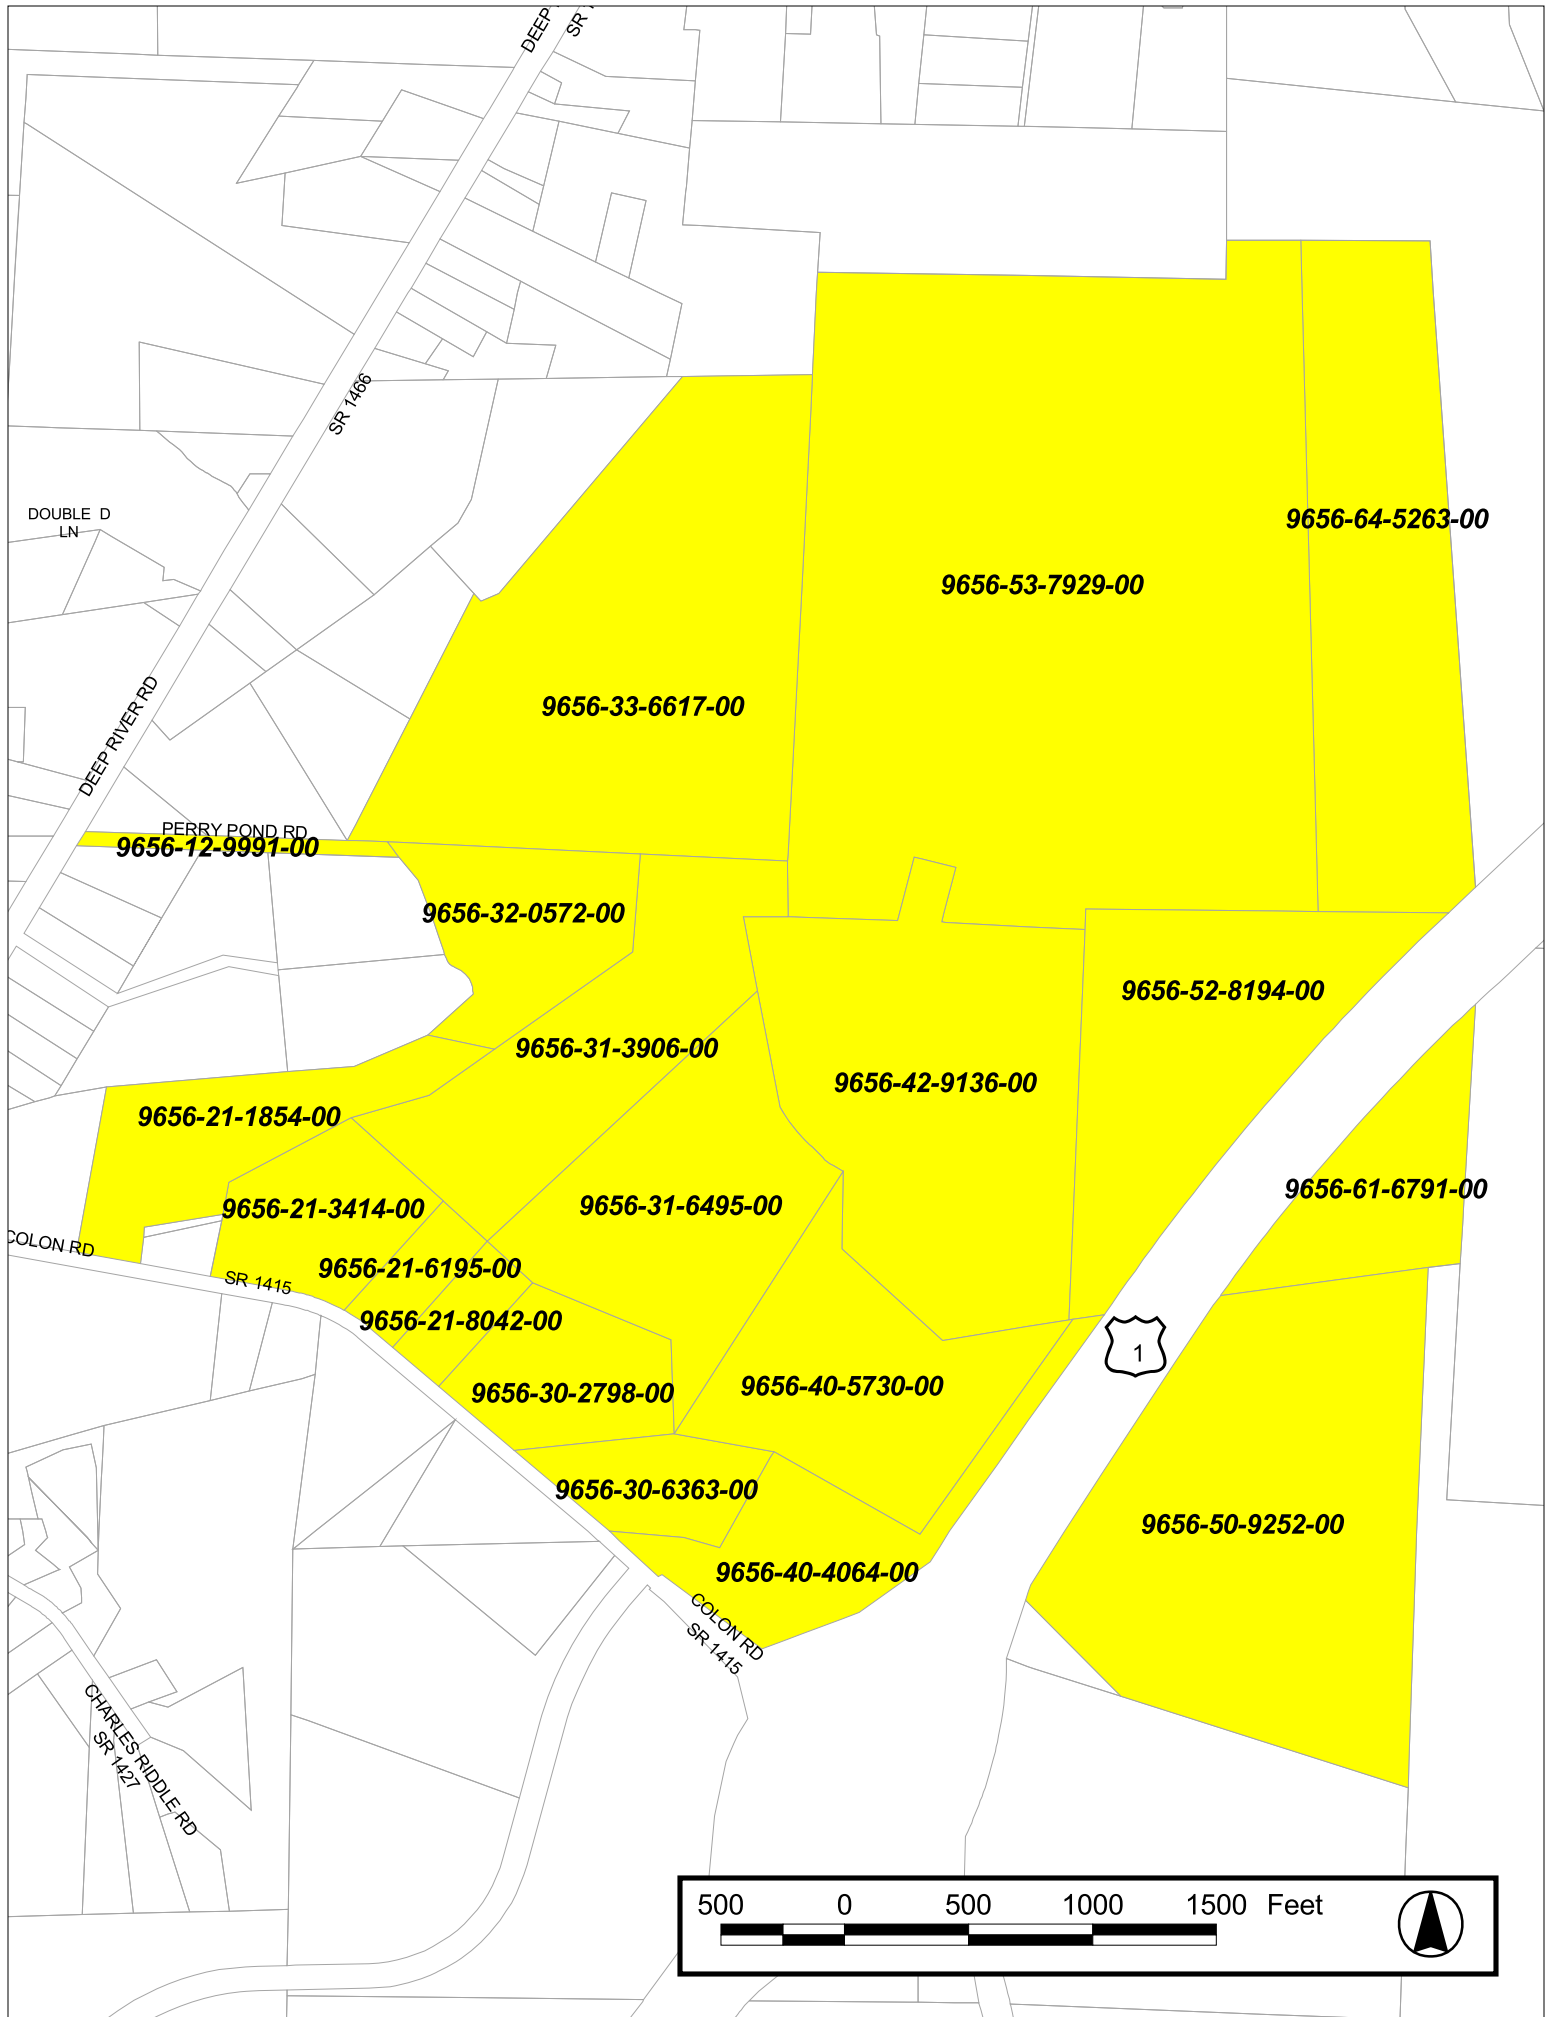 DEEP
SR 1
SR 1466
DOUBLE D
LN
9656-64-5263-00
9656-53-7929-00
9656-33-6617-00
DEEP RIVER RD
PERRY POND RD
9656-12-9991-00
9656-32-0572-00
9656-52-8194-00
9656-31-3906-00
9656-42-9136-00
9656-21-1854-00
9656-61-6791-00
9656-31-6495-00
9656-21-3414-00
COLON RD
9656-21-6195-00
SR 1415
9656-21-8042-00
1
9656-40-5730-00
9656-30-2798-00
9656-30-6363-00
9656-50-9252-00
9656-40-4064-00
COLON RD
SR 1415
CHARLES RIDDLE RD
SR 1427
500 0 500 1000 1500 Feet